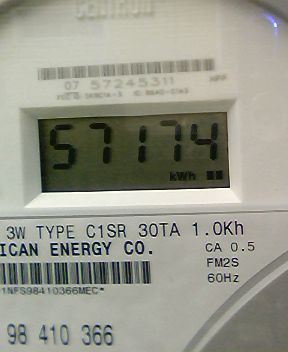 CENTRON
07 57245311
57174
kWh
3W TYPE C1SR 30TA 1.0Kh
ICAN ENERGY CO.
CA 0.5
FM2S
60Hz
*1NFS98410366MEC*
98 410 366